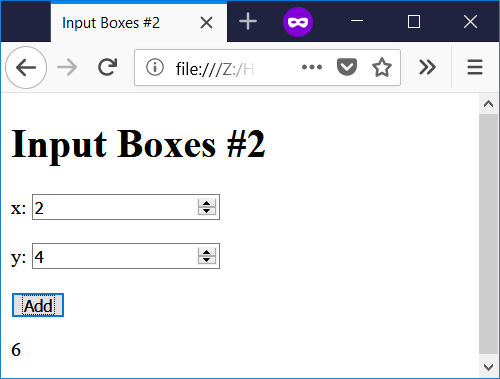 Input Boxes #2
file:///Z:/H
Input Boxes #2
x: 2
y: 4
Add
6